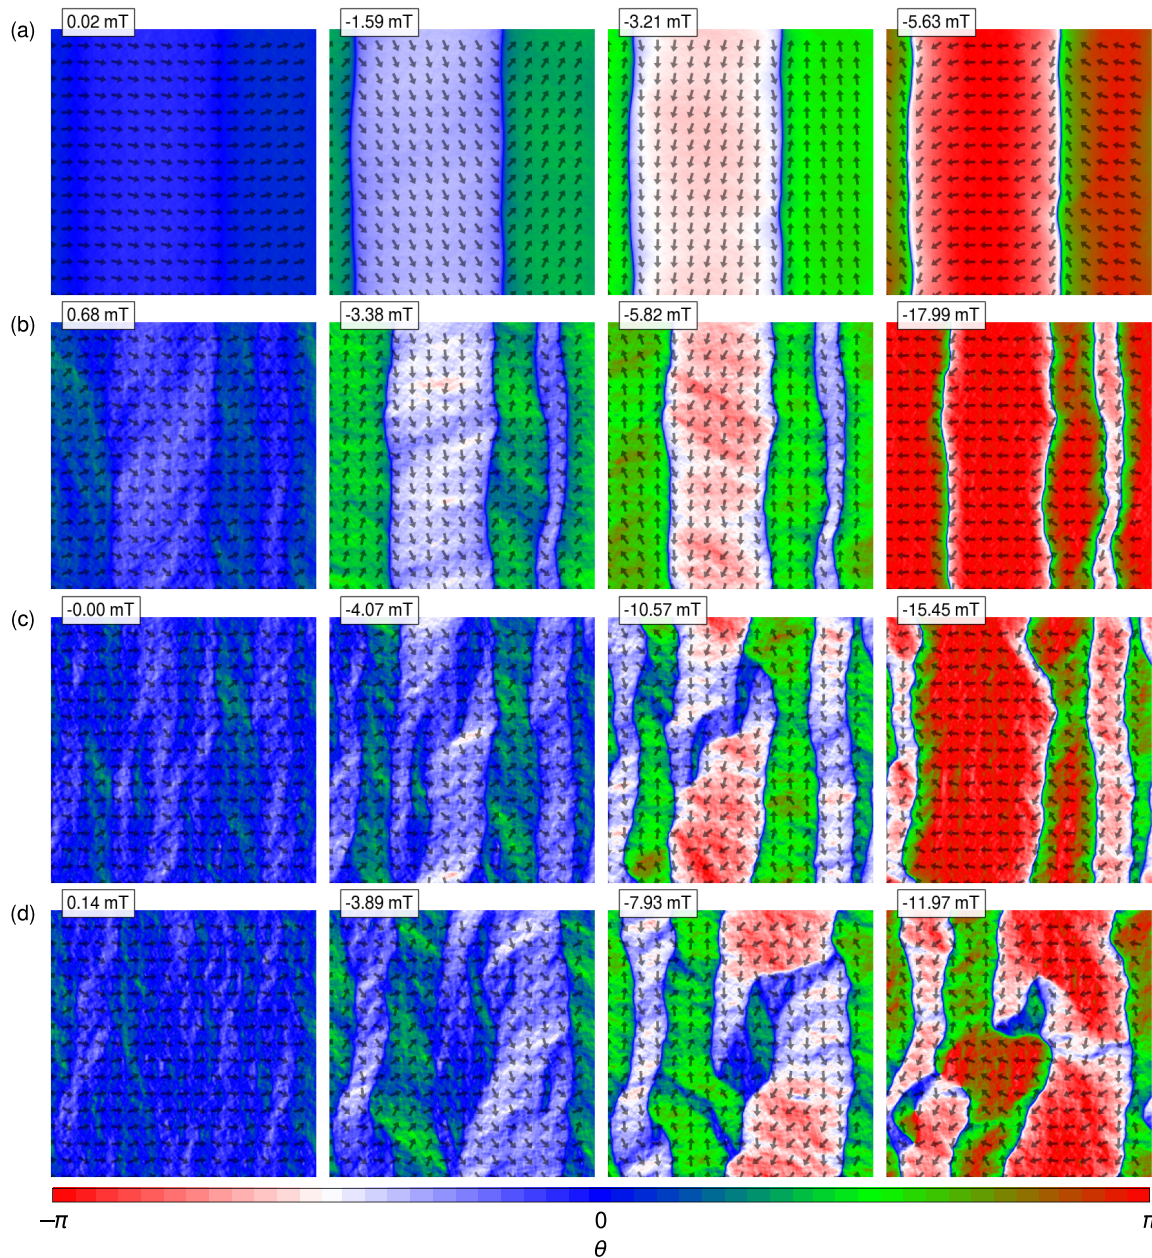 (a) 0.02 mT -1.59 mT -3.21 mT -5.63 mT
(b) 0.68 mT -3.38 mT -5.82 mT -17.99 mT
(c) -0.00 mT -4.07 mT -10.57 mT -15.45 mT
(d) 0.14 mT -3.89 mT -7.93 mT -11.97 mT
−π 0 π
θ